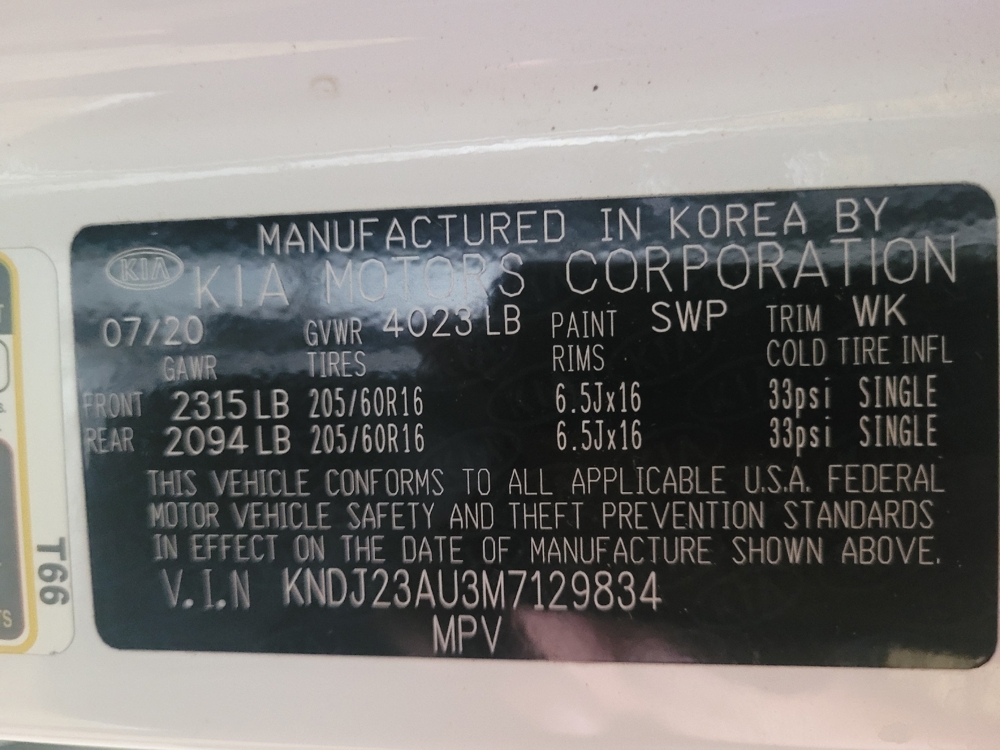 MANUFACTURED IN KOREA BY
KIA KIA MOTORS CORPORATION
07/20 GVWR 4023 LB PAINT SWP TRIM WK
GAWR TIRES RIMS COLD TIRE INFL
FRONT 2315 LB 205/60R16 6.5Jx16 33psi SINGLE
REAR 2094 LB 205/60R16 6.5Jx16 33psi SINGLE
THIS VEHICLE CONFORMS TO ALL APPLICABLE U.S.A. FEDERAL
MOTOR VEHICLE SAFETY AND THEFT PREVENTION STANDARDS
IN EFFECT ON THE DATE OF MANUFACTURE SHOWN ABOVE.
V.I.N KNDJ23AU3M7129834
MPV
T66